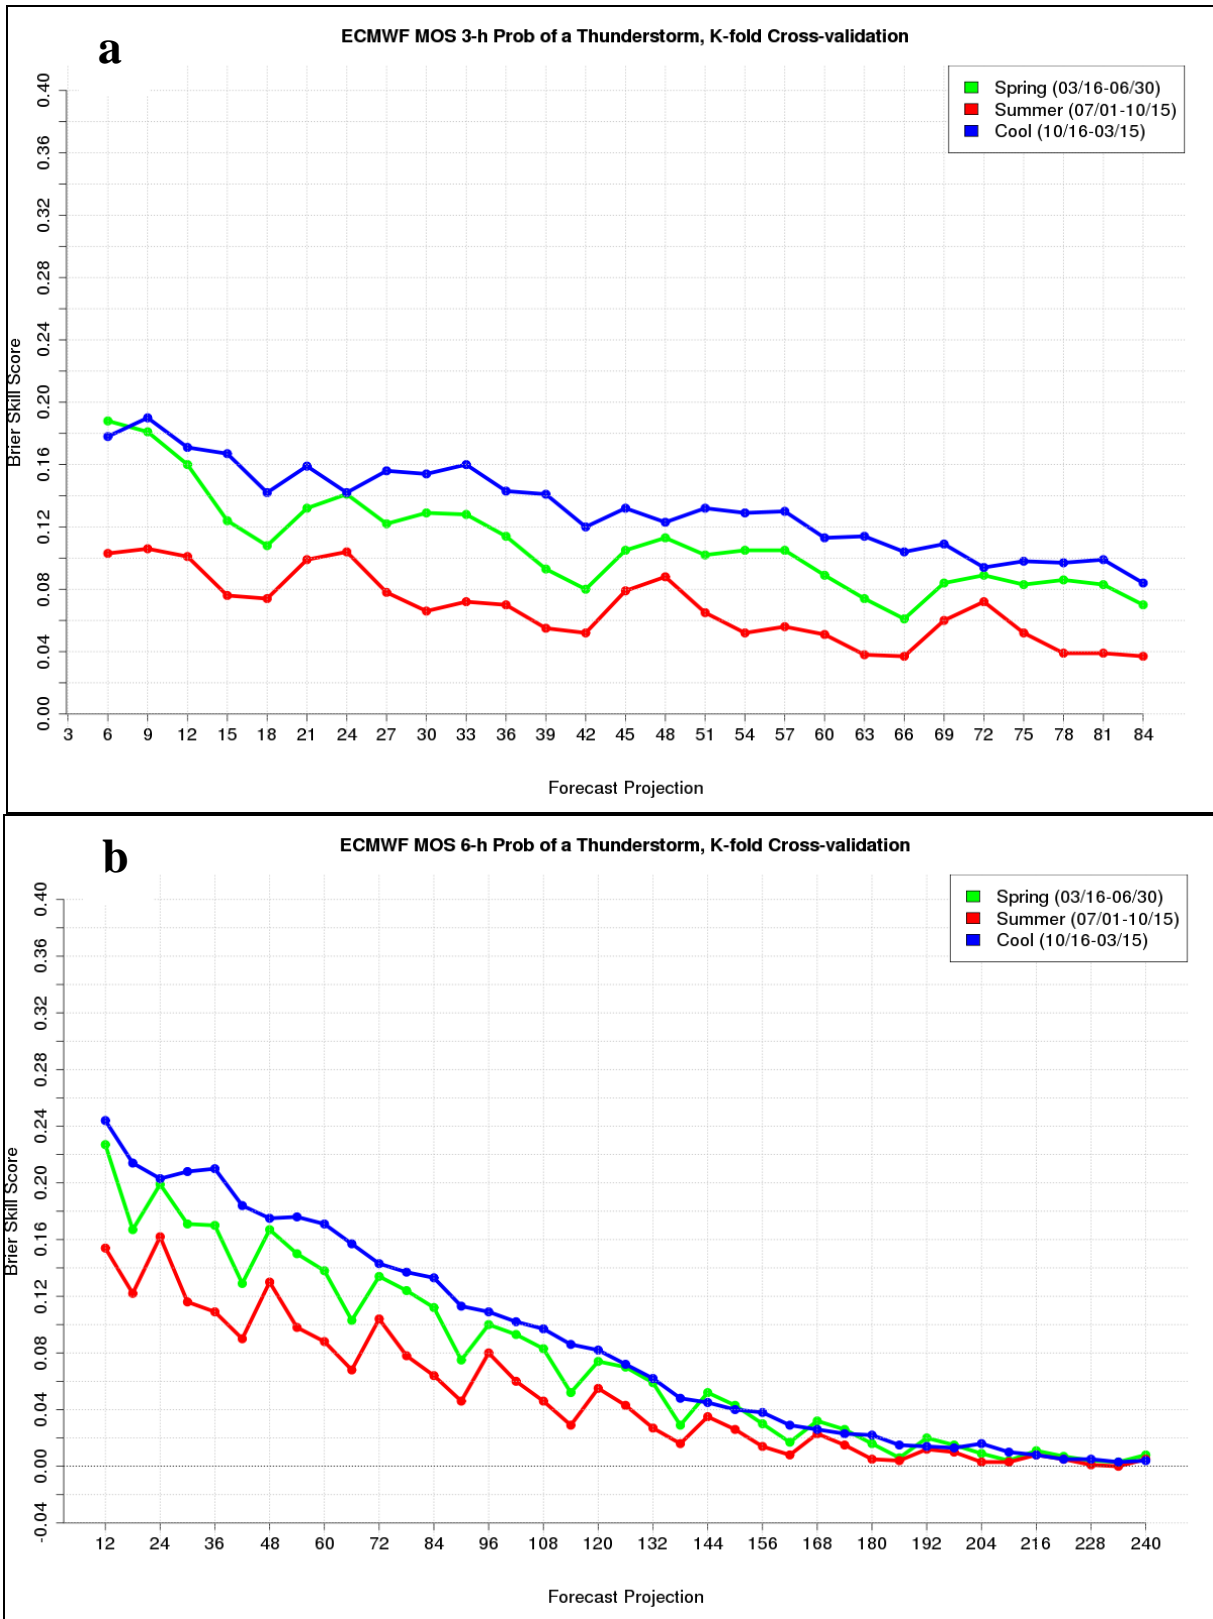 a
ECMWF MOS 3-h Prob of a Thunderstorm, K-fold Cross-validation
Spring (03/16-06/30)
Summer (07/01-10/15)
Cool (10/16-03/15)
Brier Skill Score
0.40
0.36
0.32
0.28
0.24
0.20
0.16
0.12
0.08
0.04
0.00
3 6 9 12 15 18 21 24 27 30 33 36 39 42 45 48 51 54 57 60 63 66 69 72 75 78 81 84
Forecast Projection
b
ECMWF MOS 6-h Prob of a Thunderstorm, K-fold Cross-validation
Spring (03/16-06/30)
Summer (07/01-10/15)
Cool (10/16-03/15)
Brier Skill Score
0.40
0.36
0.32
0.28
0.24
0.20
0.16
0.12
0.08
0.04
0.00
-0.04
12 24 36 48 60 72 84 96 108 120 132 144 156 168 180 192 204 216 228 240
Forecast Projection